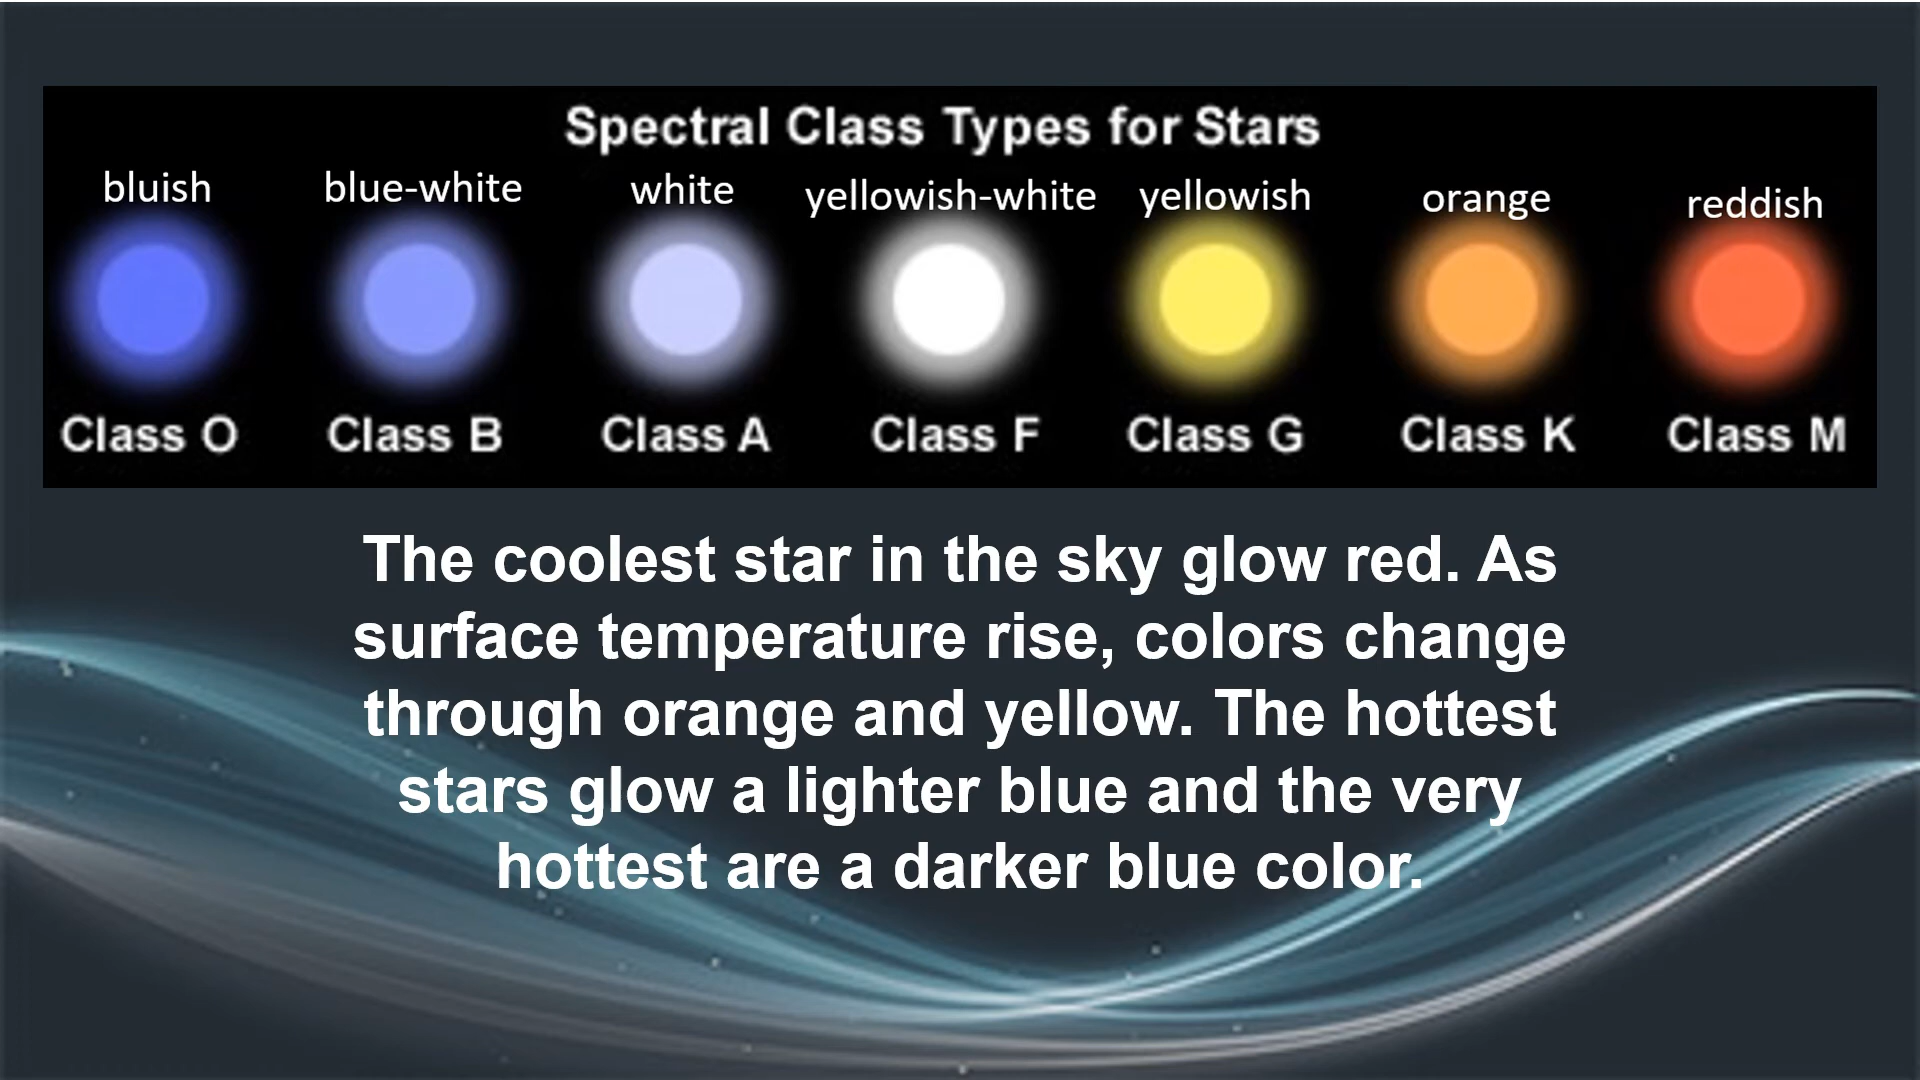 Spectral Class Types for Stars
bluish blue-white white yellowish-white yellowish orange reddish
Class O Class B Class A Class F Class G Class K Class M
The coolest star in the sky glow red. As
surface temperature rise, colors change
through orange and yellow. The hottest
stars glow a lighter blue and the very
hottest are a darker blue color.